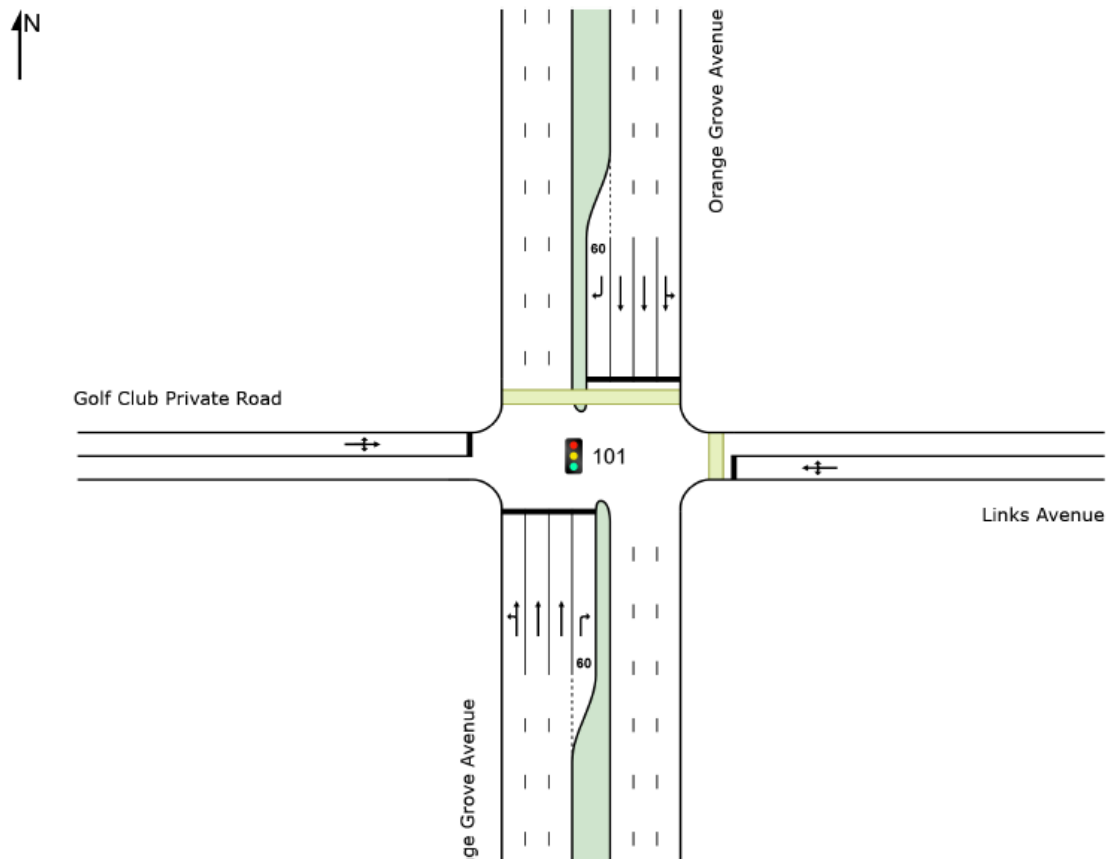 N
Orange Grove Avenue
60
Golf Club Private Road
101
Links Avenue
60
ge Grove Avenue